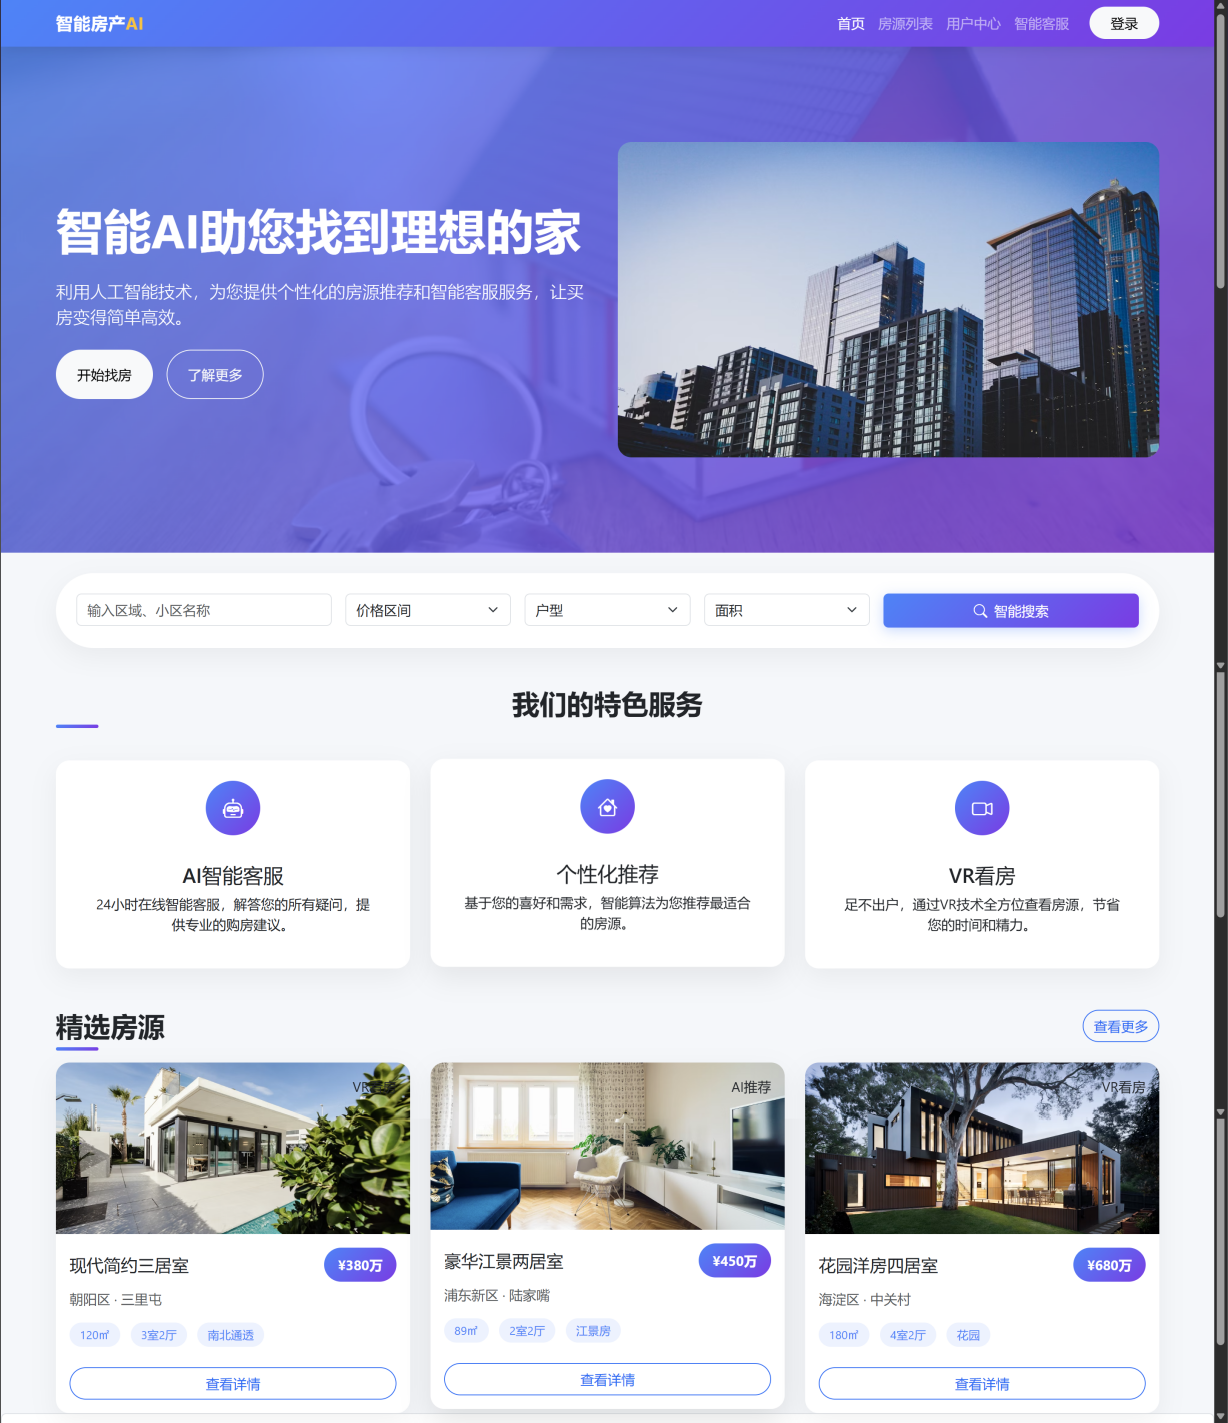 智能房产AI
首页 房源列表 用户中心 智能客服 登录
智能AI助您找到理想的家
利用人工智能技术，为您提供个性化的房源推荐和智能客服服务，让买
房变得简单高效。
开始找房 了解更多
输入区域、小区名称 价格区间 户型 面积 智能搜索
我们的特色服务
AI智能客服
24小时在线智能客服，解答您的所有疑问，提
供专业的购房建议。
个性化推荐
基于您的喜好和需求，智能算法为您推荐最适合
的房源。
VR看房
足不出户，通过VR技术全方位查看房源，节省
您的时间和精力。
精选房源
查看更多
VR
现代简约三居室 ¥380万
朝阳区 · 三里屯
120㎡ 3室2厅 南北通透
查看详情
AI推荐
豪华江景两居室 ¥450万
浦东新区 · 陆家嘴
89㎡ 2室2厅 江景房
查看详情
VR看房
花园洋房四居室 ¥680万
海淀区 · 中关村
180㎡ 4室2厅 花园
查看详情